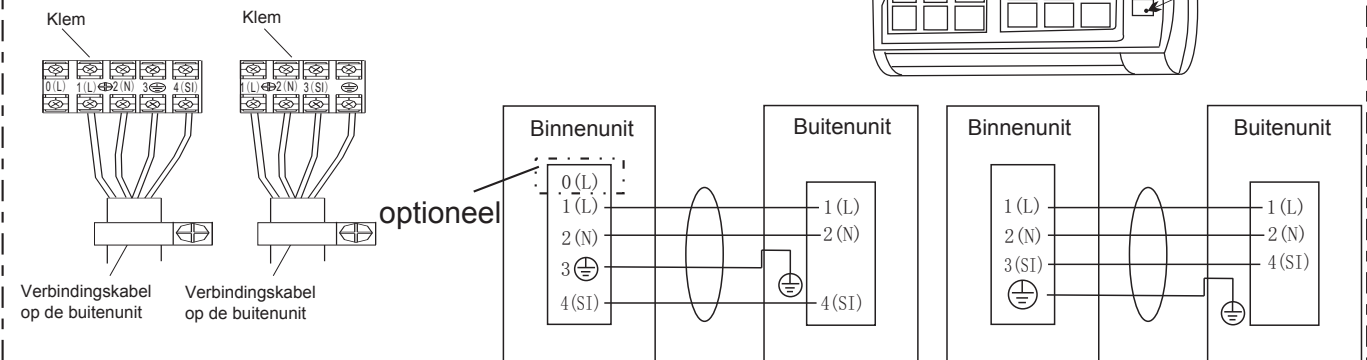 Klem
Klem
0(L) 1(L) 2(N) 3 4(SI)
1(L) 2(N) 3(SI)
Verbindingskabel
op de buitenunit
Verbindingskabel
op de buitenunit
optioneel
Binnenunit
0(L)
1(L)
2(N)
3
4(SI)
Buitenunit
1(L)
2(N)
4(SI)
Binnenunit
1(L)
2(N)
3(SI)
Buitenunit
1(L)
2(N)
4(SI)